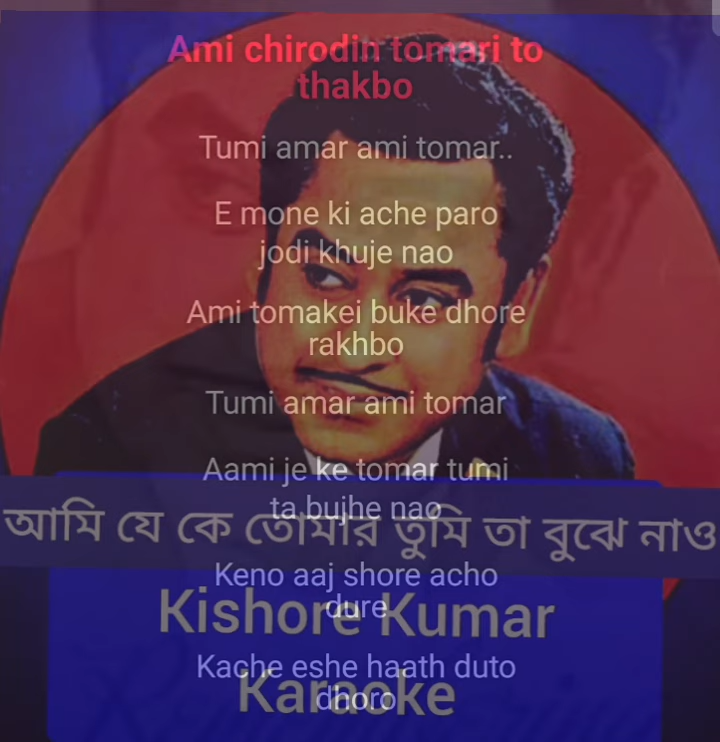 Ami chirodin tomari to
thakbo
Tumi amar ami tomar..
E mone ki ache paro
jodi khuje nao
Ami tomakei buke dhore
rakhbo
Tumi amar ami tomar
Aami je ke tomar tumi
ta bujhe nao
আমি যে কে তোমার তুমি তা বুঝে নাও
Keno aaj shore acho
dure
Kishore Kumar
Kache eshe haath duto
dhoro
Karaoke